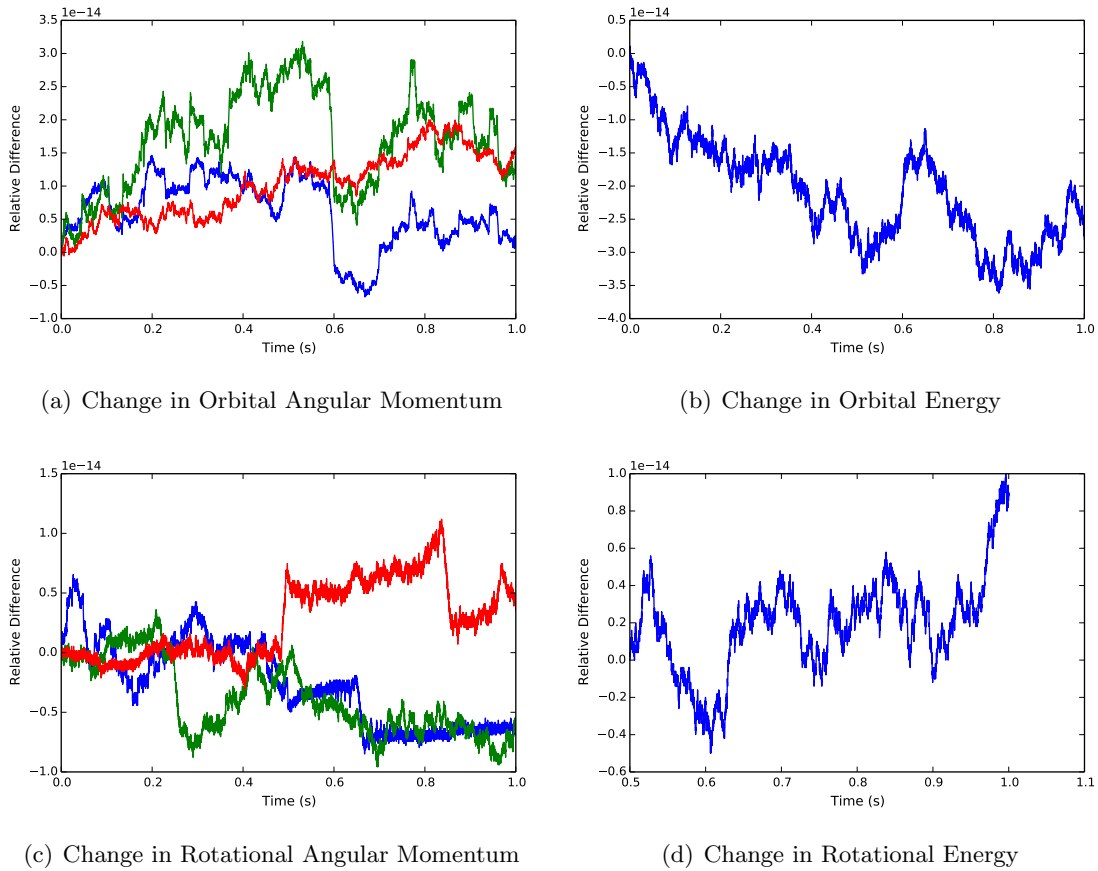 1e−14
3.5
3.0
2.5
2.0
1.5
1.0
0.5
0.0
−0.5
−1.0
Relative Difference
0.0 0.2 0.4 0.6 0.8 1.0
Time (s)
(a) Change in Orbital Angular Momentum
1e−14
0.5
0.0
−0.5
−1.0
−1.5
−2.0
−2.5
−3.0
−3.5
−4.0
Relative Difference
0.0 0.2 0.4 0.6 0.8 1.0
Time (s)
(b) Change in Orbital Energy
1e−14
1.5
1.0
0.5
0.0
−0.5
−1.0
Relative Difference
0.0 0.2 0.4 0.6 0.8 1.0
Time (s)
(c) Change in Rotational Angular Momentum
1e−14
1.0
0.8
0.6
0.4
0.2
0.0
−0.2
−0.4
−0.6
Relative Difference
0.5 0.6 0.7 0.8 0.9 1.0 1.1
Time (s)
(d) Change in Rotational Energy